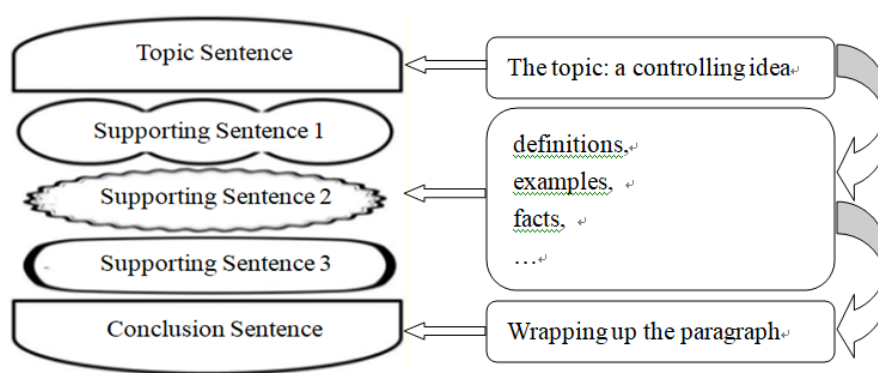 Topic Sentence
The topic: a controlling idea
Supporting Sentence 1
Supporting Sentence 2
Supporting Sentence 3
definitions,
examples,
facts,
…
Conclusion Sentence
Wrapping up the paragraph